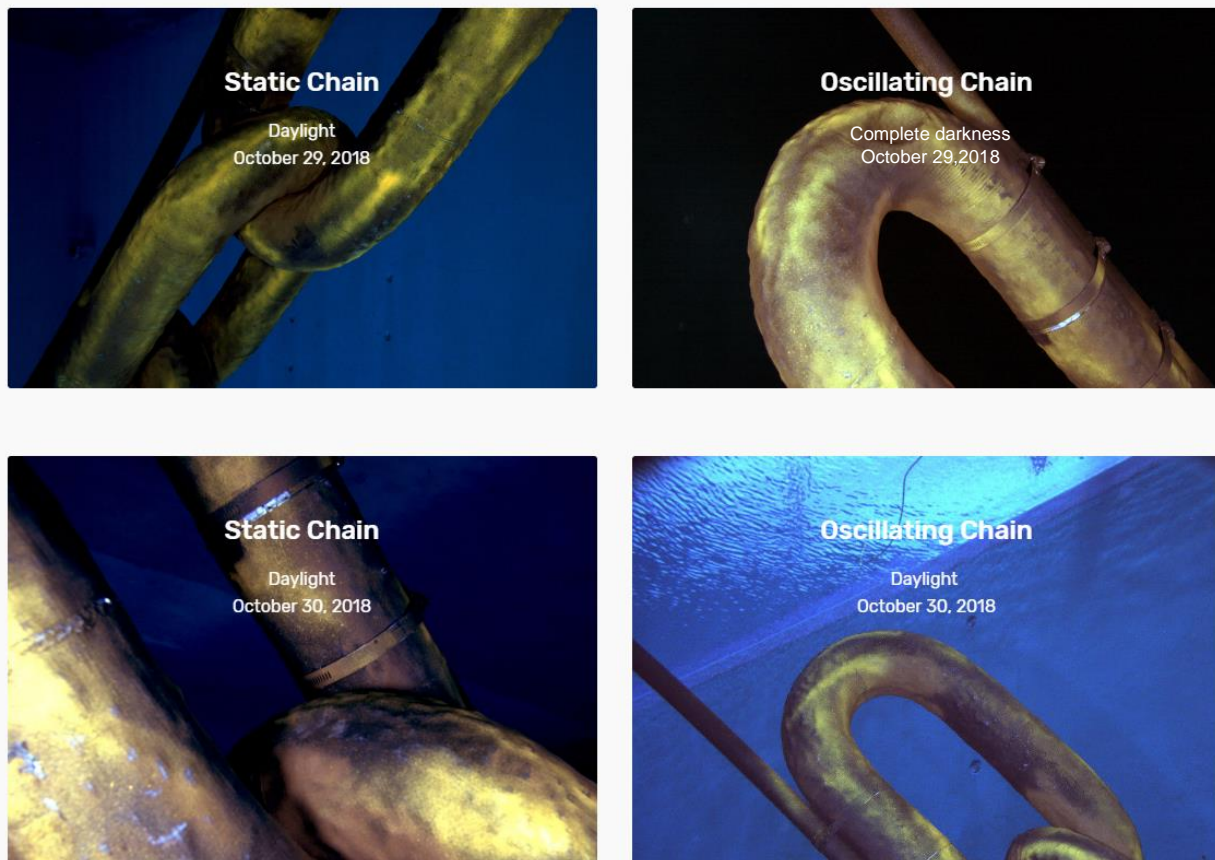 Static Chain
Daylight
October 29, 2018
Oscillating Chain
Complete darkness
October 29,2018
Static Chain
Daylight
October 30, 2018
Oscillating Chain
Daylight
October 30, 2018